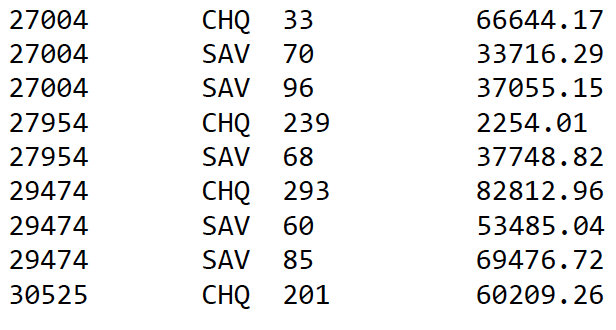 27004 CHQ 33 66644.17
27004 SAV 70 33716.29
27004 SAV 96 37055.15
27954 CHQ 239 2254.01
27954 SAV 68 37748.82
29474 CHQ 293 82812.96
29474 SAV 60 53485.04
29474 SAV 85 69476.72
30525 CHQ 201 60209.26